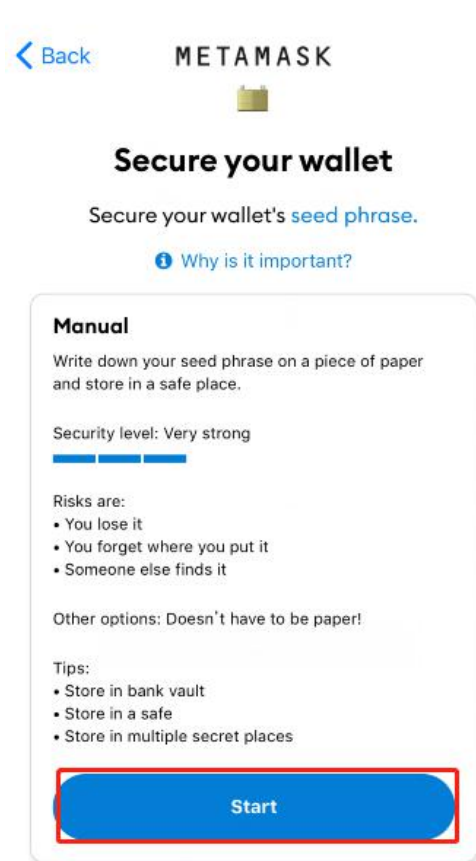 Back
METAMASK
Secure your wallet
Secure your wallet's seed phrase.
Why is it important?
Manual
Write down your seed phrase on a piece of paper
and store in a safe place.
Security level: Very strong
Risks are:
• You lose it
• You forget where you put it
• Someone else finds it
Other options: Doesn't have to be paper!
Tips:
• Store in bank vault
• Store in a safe
• Store in multiple secret places
Start